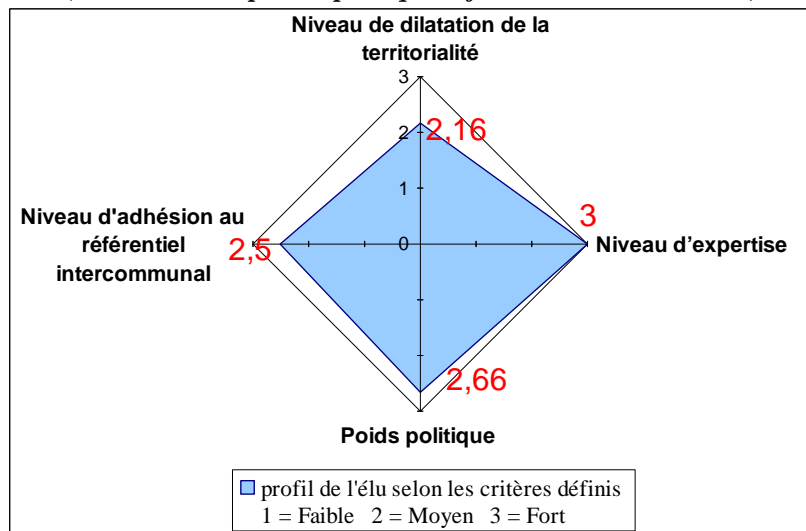 Niveau de dilatation de la
territorialité
3
2
2,16
1
0
Niveau d'adhésion au
référentiel
intercommunal
2,5
3
Niveau d’expertise
2,66
Poids politique
profil de l'élu selon les critères définis
1 = Faible 2 = Moyen 3 = Fort